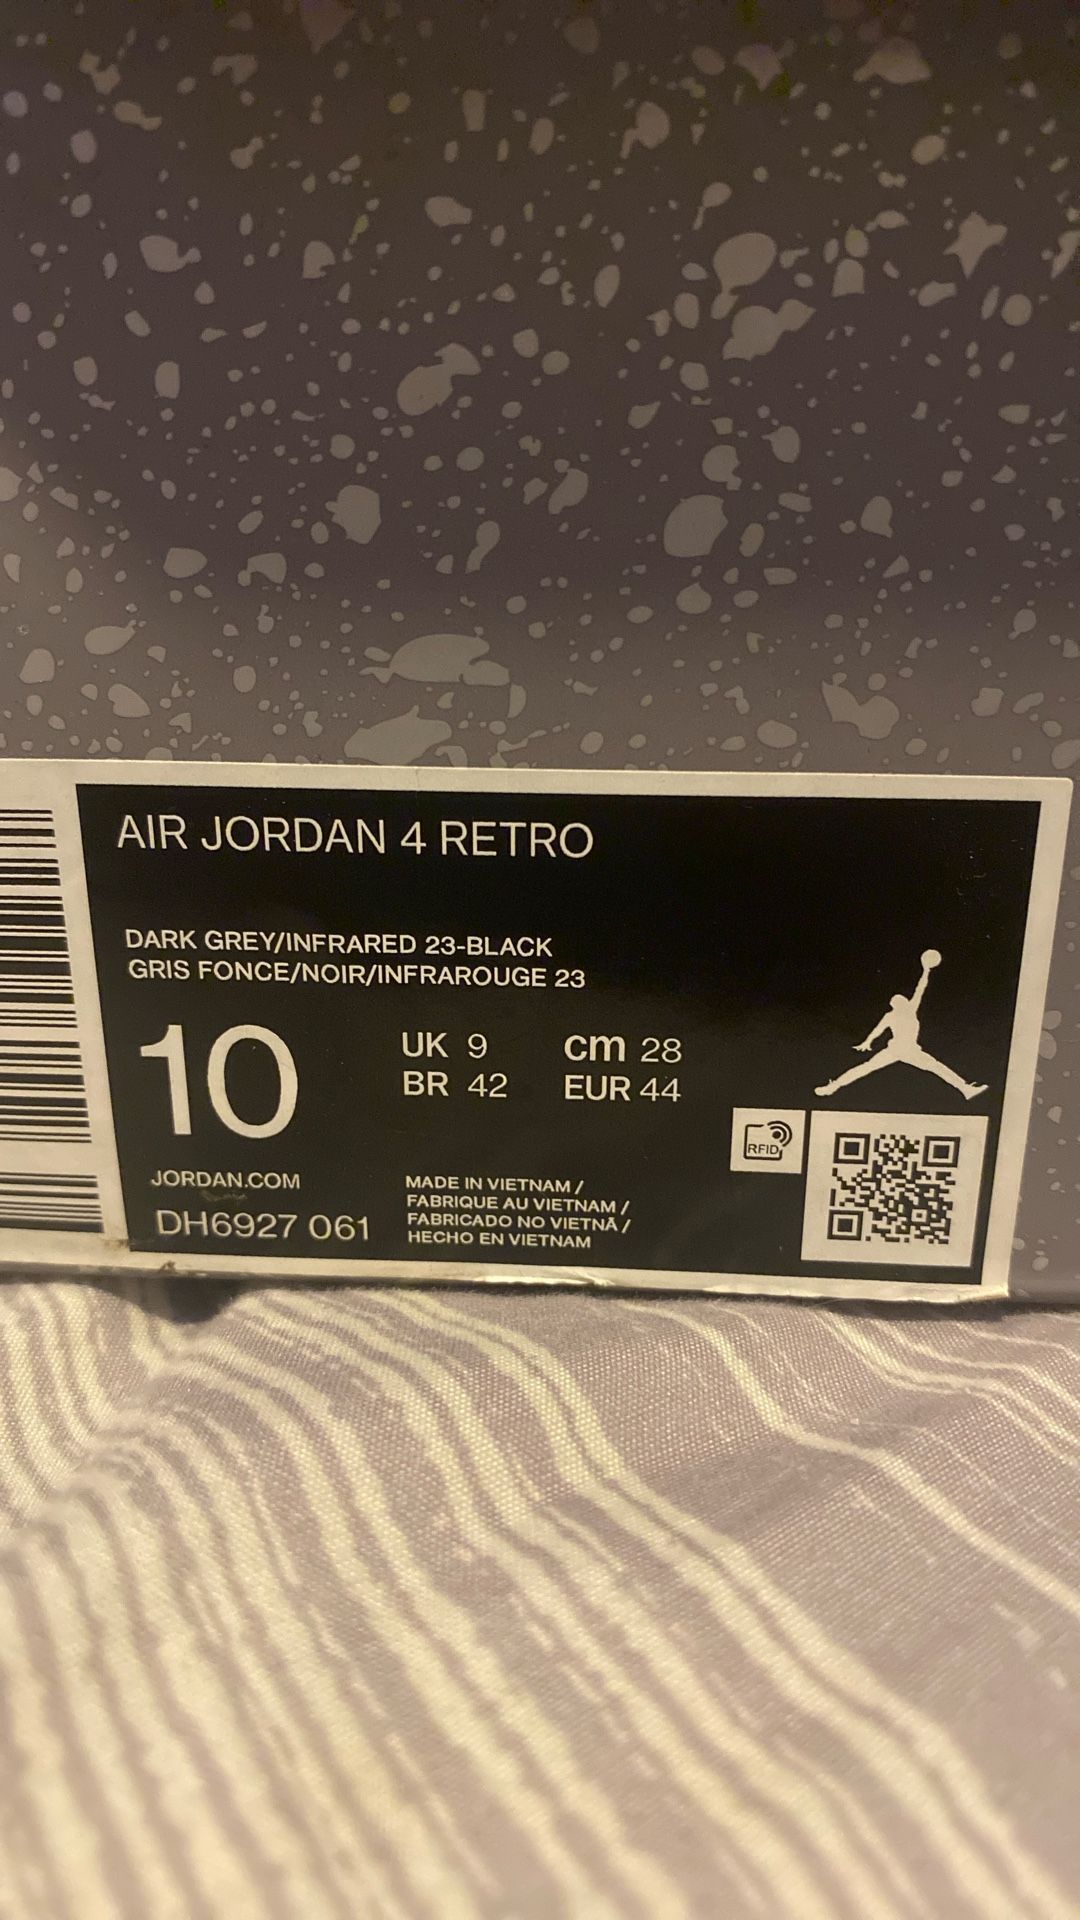 AIR JORDAN 4 RETRO
DARK GREY/INFRARED 23-BLACK
GRIS FONCE/NOIR/INFRAROUGE 23
10
UK 9 cm 28
BR 42 EUR 44
RFID
JORDAN.COM
DH6927 061
MADE IN VIETNAM /
FABRIQUE AU VIETNAM /
FABRICADO NO VIETNÃ /
HECHO EN VIETNAM